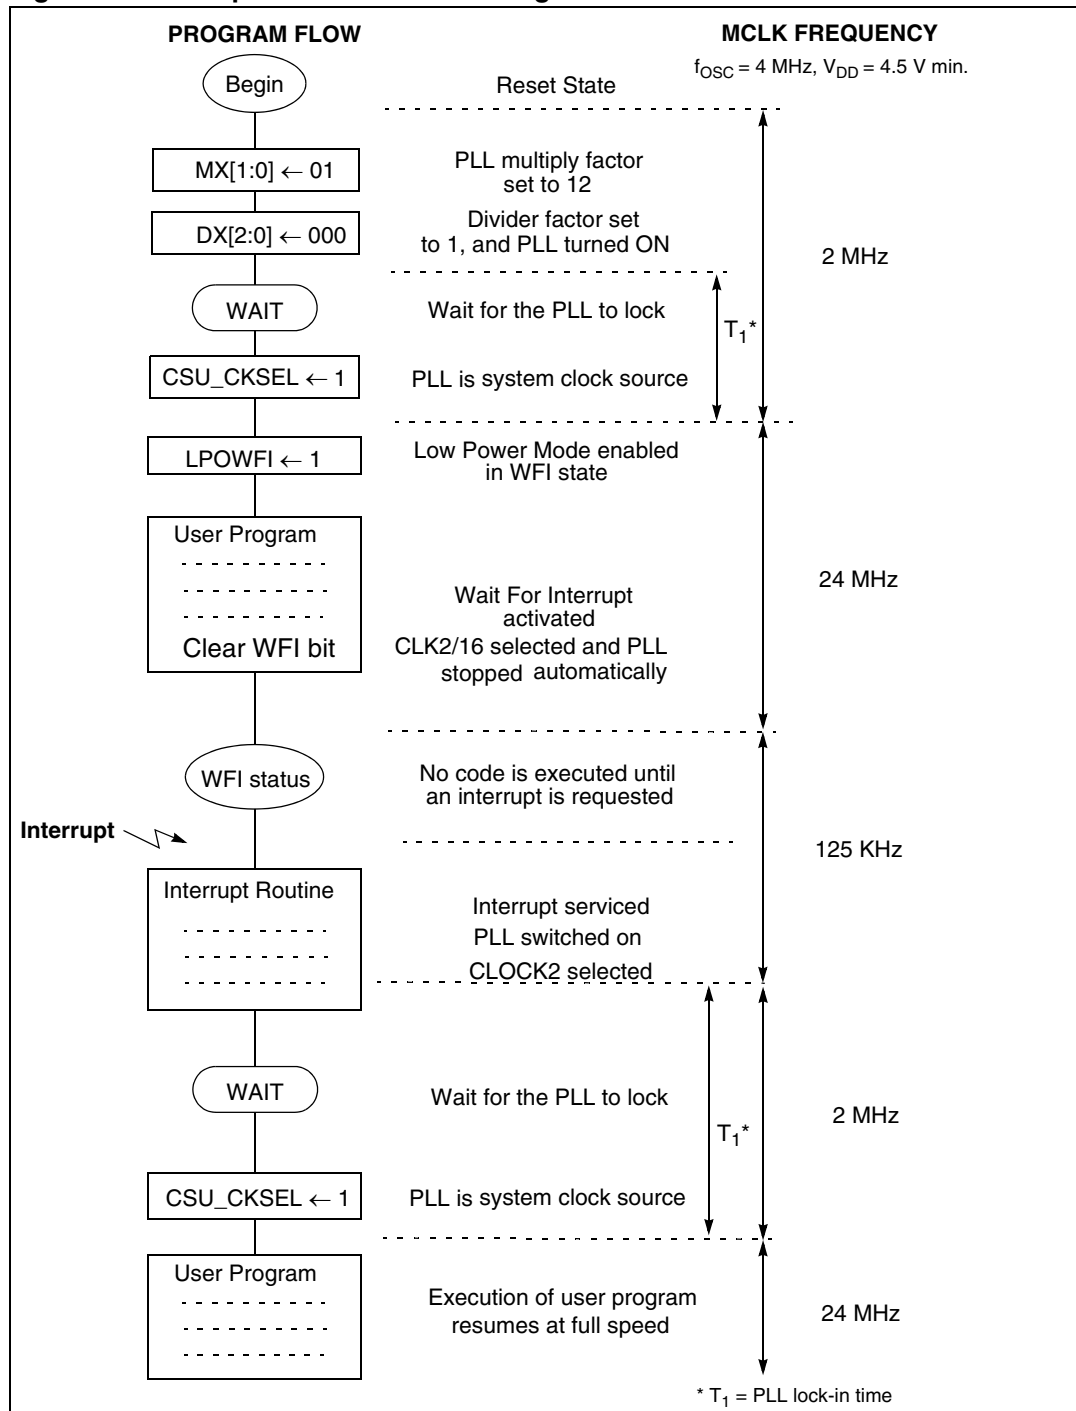 PROGRAM FLOW
MCLK FREQUENCY
fOSC = 4 MHz, VDD = 4.5 V min.
Begin
Reset State
MX[1:0] ← 01
PLL multiply factor
set to 12
DX[2:0] ← 000
Divider factor set
to 1, and PLL turned ON
2 MHz
WAIT
Wait for the PLL to lock
T1*
CSU_CKSEL ← 1
PLL is system clock source
LPOWFI ← 1
Low Power Mode enabled
in WFI state
User Program
Clear WFI bit
Wait For Interrupt
activated
CLK2/16 selected and PLL
stopped automatically
24 MHz
WFI status
No code is executed until
an interrupt is requested
Interrupt
125 KHz
Interrupt Routine
Interrupt serviced
PLL switched on
CLOCK2 selected
WAIT
Wait for the PLL to lock
T1*
2 MHz
CSU_CKSEL ← 1
PLL is system clock source
User Program
Execution of user program
resumes at full speed
24 MHz
* T1 = PLL lock-in time